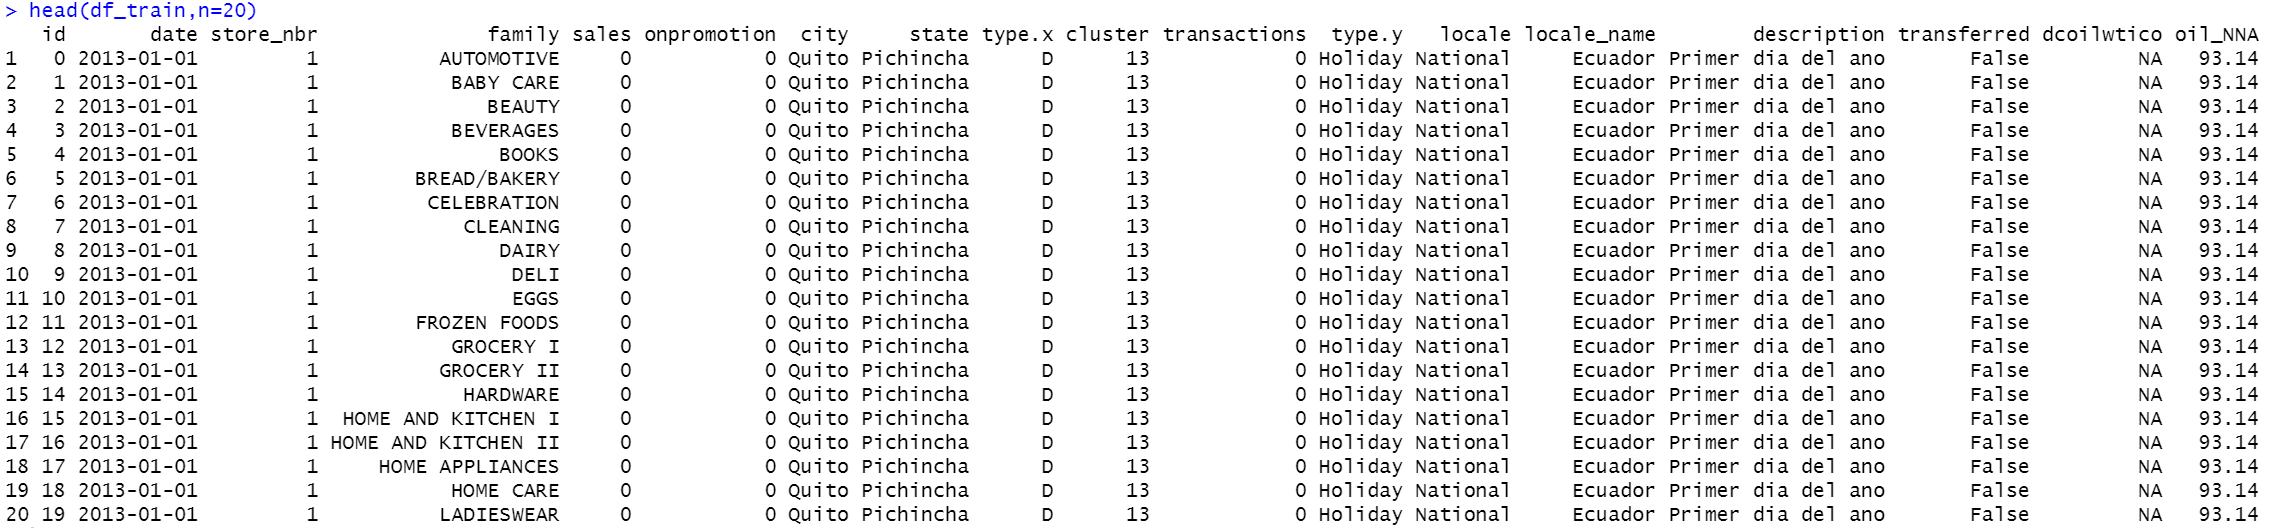 > head(df_train,n=20)
id date store_nbr family sales onpromotion city state type.x cluster transactions type.y locale locale_name description transferred dcoilwtico oil_NNA
1 0 2013-01-01 1 AUTOMOTIVE 0 0 Quito Pichincha D 13 0 Holiday National Ecuador Primer dia del ano False NA 93.14
2 1 2013-01-01 1 BABY CARE 0 0 Quito Pichincha D 13 0 Holiday National Ecuador Primer dia del ano False NA 93.14
3 2 2013-01-01 1 BEAUTY 0 0 Quito Pichincha D 13 0 Holiday National Ecuador Primer dia del ano False NA 93.14
4 3 2013-01-01 1 BEVERAGES 0 0 Quito Pichincha D 13 0 Holiday National Ecuador Primer dia del ano False NA 93.14
5 4 2013-01-01 1 BOOKS 0 0 Quito Pichincha D 13 0 Holiday National Ecuador Primer dia del ano False NA 93.14
6 5 2013-01-01 1 BREAD/BAKERY 0 0 Quito Pichincha D 13 0 Holiday National Ecuador Primer dia del ano False NA 93.14
7 6 2013-01-01 1 CELEBRATION 0 0 Quito Pichincha D 13 0 Holiday National Ecuador Primer dia del ano False NA 93.14
8 7 2013-01-01 1 CLEANING 0 0 Quito Pichincha D 13 0 Holiday National Ecuador Primer dia del ano False NA 93.14
9 8 2013-01-01 1 DAIRY 0 0 Quito Pichincha D 13 0 Holiday National Ecuador Primer dia del ano False NA 93.14
10 9 2013-01-01 1 DELI 0 0 Quito Pichincha D 13 0 Holiday National Ecuador Primer dia del ano False NA 93.14
11 10 2013-01-01 1 EGGS 0 0 Quito Pichincha D 13 0 Holiday National Ecuador Primer dia del ano False NA 93.14
12 11 2013-01-01 1 FROZEN FOODS 0 0 Quito Pichincha D 13 0 Holiday National Ecuador Primer dia del ano False NA 93.14
13 12 2013-01-01 1 GROCERY I 0 0 Quito Pichincha D 13 0 Holiday National Ecuador Primer dia del ano False NA 93.14
14 13 2013-01-01 1 GROCERY II 0 0 Quito Pichincha D 13 0 Holiday National Ecuador Primer dia del ano False NA 93.14
15 14 2013-01-01 1 HARDWARE 0 0 Quito Pichincha D 13 0 Holiday National Ecuador Primer dia del ano False NA 93.14
16 15 2013-01-01 1 HOME AND KITCHEN I 0 0 Quito Pichincha D 13 0 Holiday National Ecuador Primer dia del ano False NA 93.14
17 16 2013-01-01 1 HOME AND KITCHEN II 0 0 Quito Pichincha D 13 0 Holiday National Ecuador Primer dia del ano False NA 93.14
18 17 2013-01-01 1 HOME APPLIANCES 0 0 Quito Pichincha D 13 0 Holiday National Ecuador Primer dia del ano False NA 93.14
19 18 2013-01-01 1 HOME CARE 0 0 Quito Pichincha D 13 0 Holiday National Ecuador Primer dia del ano False NA 93.14
20 19 2013-01-01 1 LADIESWEAR 0 0 Quito Pichincha D 13 0 Holiday National Ecuador Primer dia del ano False NA 93.14